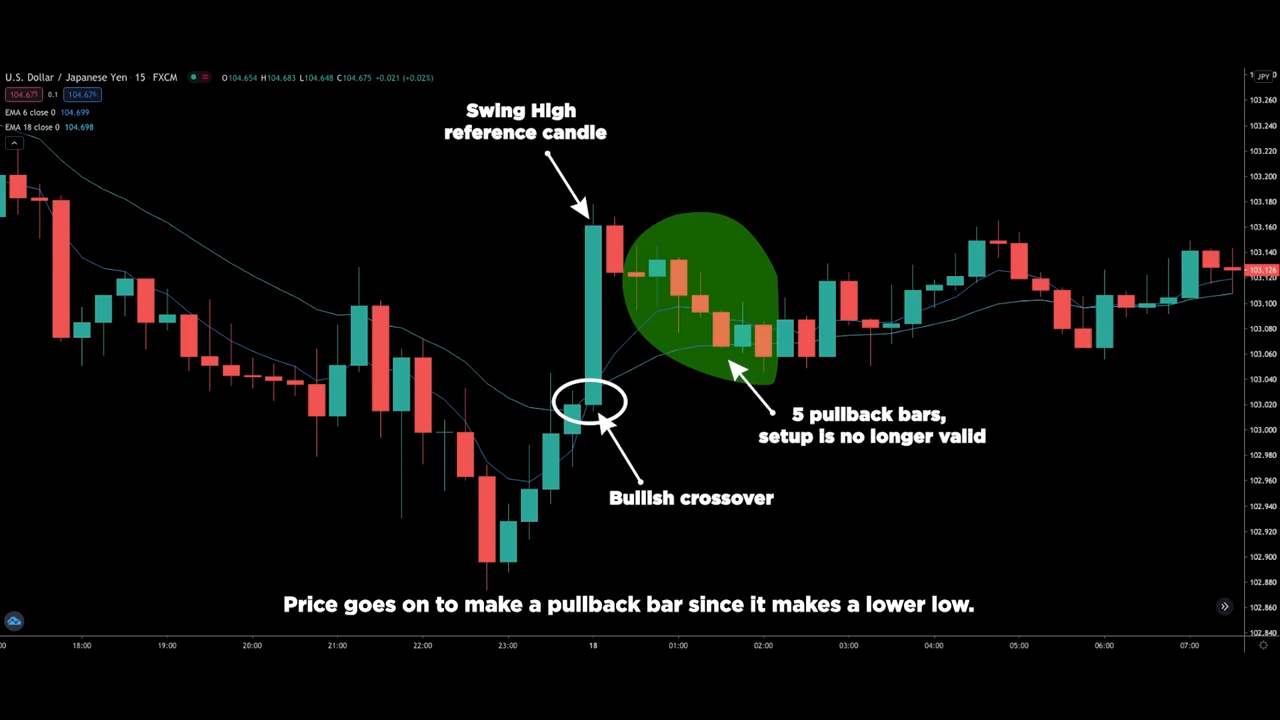 U.S. Dollar / Japanese Yen · 15 · FXCM
O104.654 H104.683 L104.648 C104.675 +0.021 (+0.02%)
104.675 0.1 104.676
EMA 6 close 0 104.699
EMA 18 close 0 104.698
Swing High
reference candle
5 pullback bars,
setup is no longer valid
Bullish crossover
Price goes on to make a pullback bar since it makes a lower low.
JPY
103.260
103.240
103.220
103.200
103.180
103.160
103.140
103.126
103.120
103.100
103.080
103.060
103.040
103.020
103.000
102.980
102.960
102.940
102.920
102.900
102.880
102.860
102.840
18:00 19:00 20:00 21:00 22:00 23:00 18 01:00 02:00 03:00 04:00 05:00 06:00 07:00